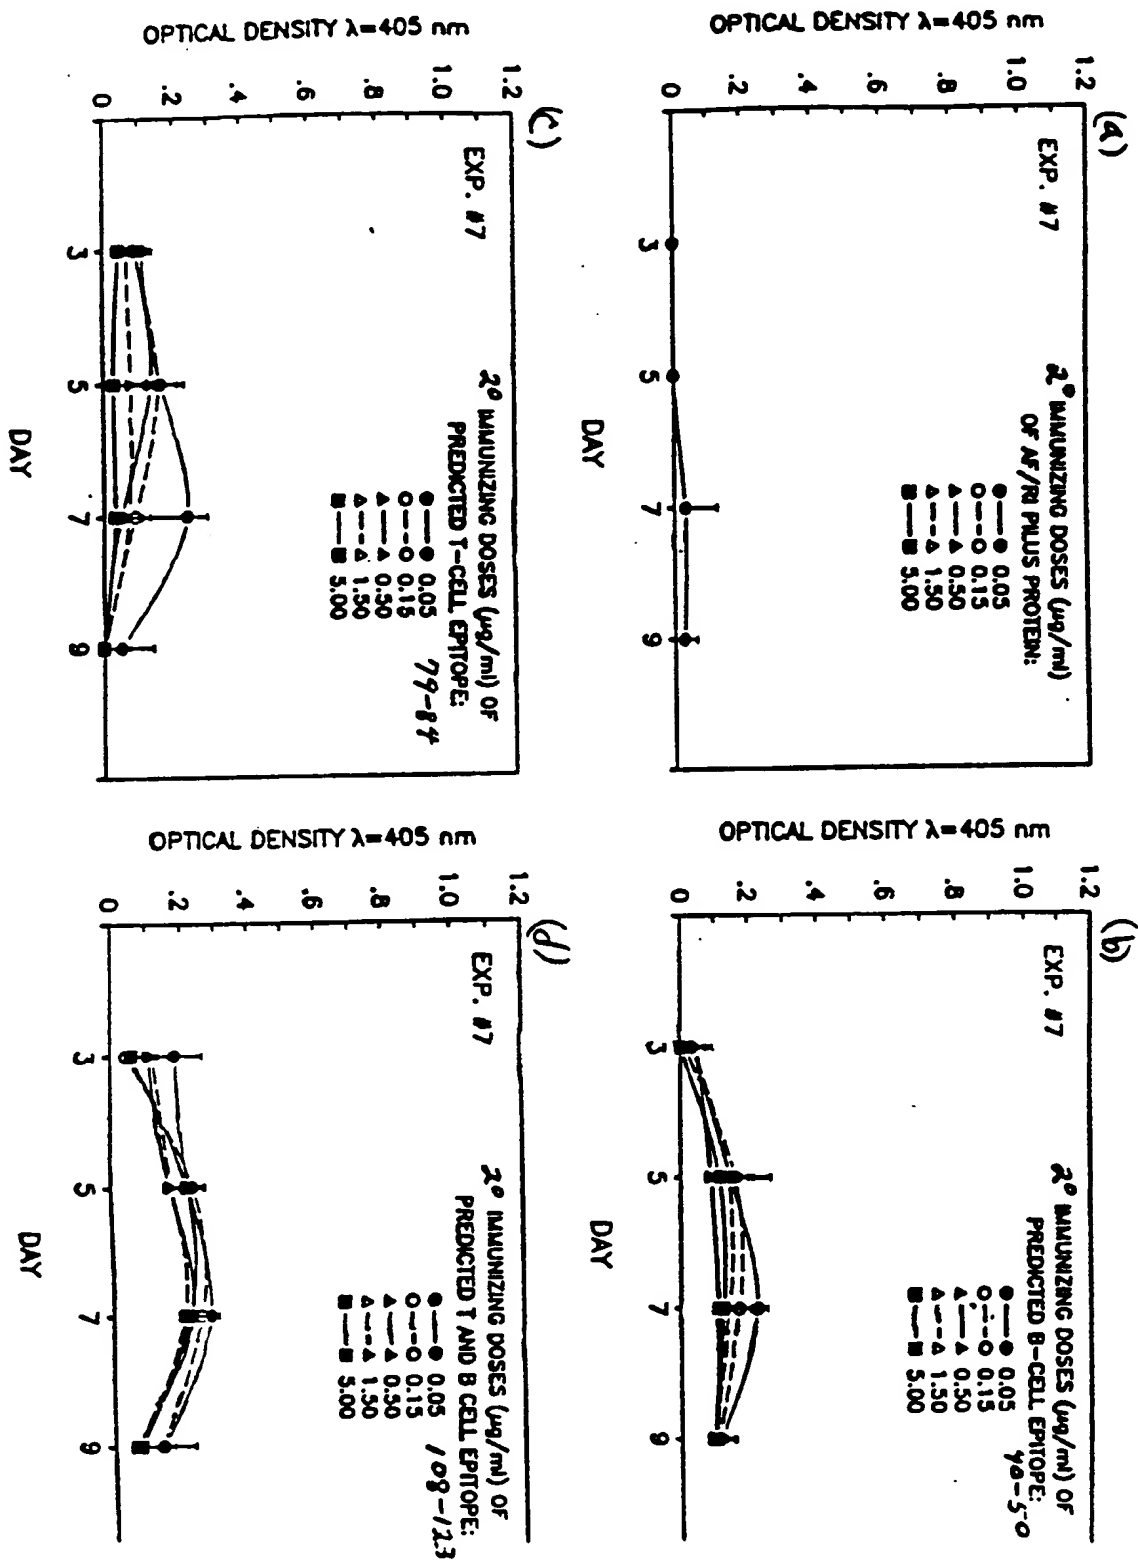 (a)
EXP. #7
2° IMMUNIZING DOSES (µg/ml)
OF AF/RI PILUS PROTEIN:
●——● 0.05
○---○ 0.15
▲——▲ 0.50
△---△ 1.50
■——■ 5.00
OPTICAL DENSITY λ=405 nm
1.2
1.0
.8
.6
.4
.2
0
3
5
7
9
DAY
(b)
EXP. #7
2° IMMUNIZING DOSES (µg/ml) OF
PREDICTED B-CELL EPITOPE:
40-50
●——● 0.05
○---○ 0.15
▲——▲ 0.50
△---△ 1.50
■——■ 5.00
OPTICAL DENSITY λ=405 nm
1.2
1.0
.8
.6
.4
.2
0
3
5
7
9
DAY
(c)
EXP. #7
2° IMMUNIZING DOSES (µg/ml) OF
PREDICTED T-CELL EPITOPE:
79-84
●——● 0.05
○---○ 0.15
▲——▲ 0.50
△---△ 1.50
■——■ 5.00
OPTICAL DENSITY λ=405 nm
1.2
1.0
.8
.6
.4
.2
0
3
5
7
9
DAY
(d)
EXP. #7
2° IMMUNIZING DOSES (µg/ml) OF
PREDICTED T AND B CELL EPITOPE:
108-123
●——● 0.05
○---○ 0.15
▲——▲ 0.50
△---△ 1.50
■——■ 5.00
OPTICAL DENSITY λ=405 nm
1.2
1.0
.8
.6
.4
.2
0
3
5
7
9
DAY